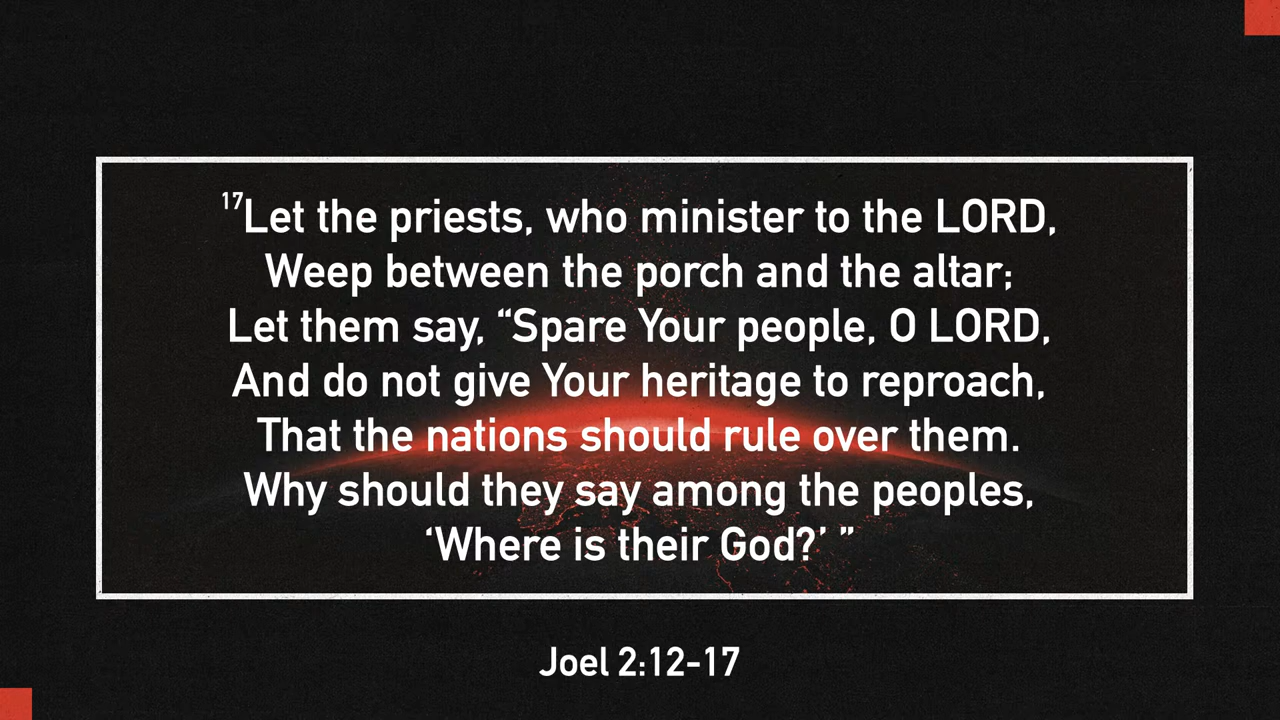 17Let the priests, who minister to the LORD,
Weep between the porch and the altar;
Let them say, “Spare Your people, O LORD,
And do not give Your heritage to reproach,
That the nations should rule over them.
Why should they say among the peoples,
‘Where is their God?’ ”
Joel 2:12-17